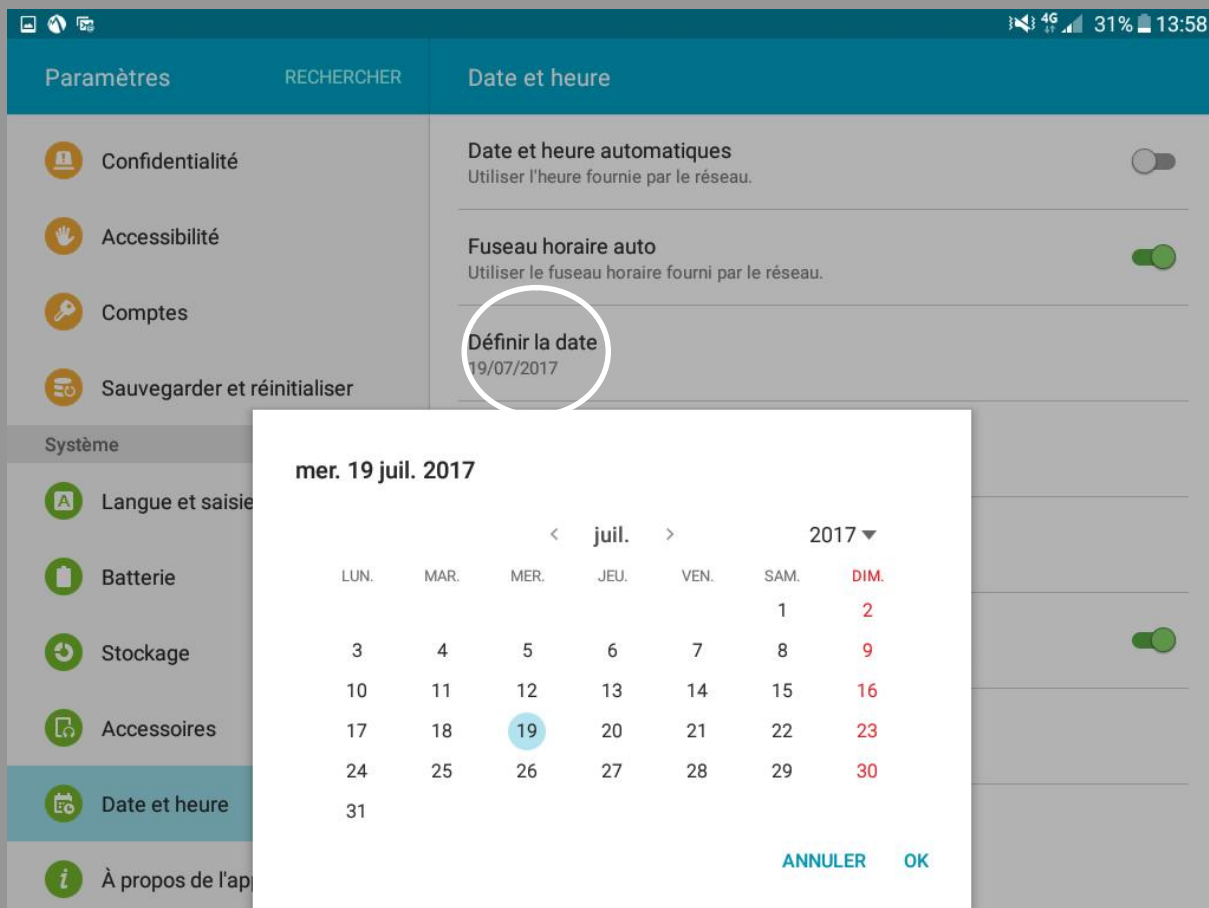 4G 31% 13:58
Paramètres RECHERCHER
Date et heure
Confidentialité
Accessibilité
Comptes
Sauvegarder et réinitialiser
Système
Langue et saisie
Batterie
Stockage
Accessoires
Date et heure
À propos de l'ap
Date et heure automatiques
Utiliser l'heure fournie par le réseau.
Fuseau horaire auto
Utiliser le fuseau horaire fourni par le réseau.
Définir la date
19/07/2017
mer. 19 juil. 2017
< juil. > 2017
LUN. MAR. MER. JEU. VEN. SAM. DIM.
1 2
3 4 5 6 7 8 9
10 11 12 13 14 15 16
17 18 19 20 21 22 23
24 25 26 27 28 29 30
31
ANNULER OK